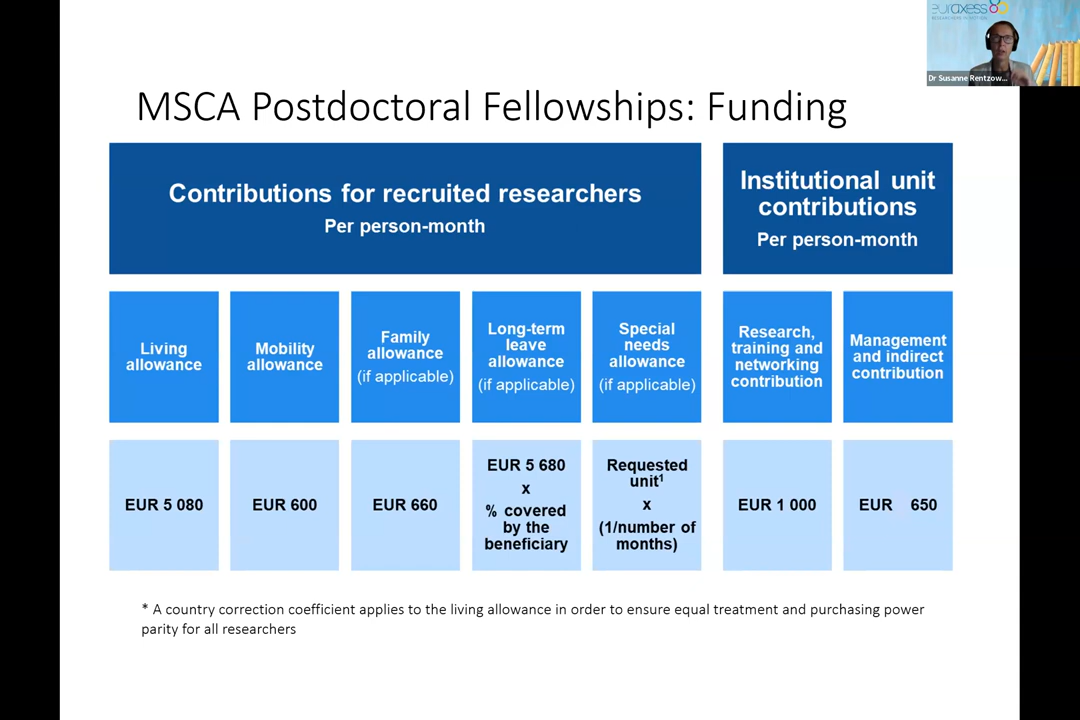 euraxess
Dr Susanne Rentzow...
MSCA Postdoctoral Fellowships: Funding
Contributions for recruited researchers
Per person-month
Institutional unit
contributions
Per person-month
Living
allowance
Mobility
allowance
Family
allowance
(if applicable)
Long-term
leave
allowance
(if applicable)
Special
needs
allowance
(if applicable)
Research,
training and
networking
contribution
Management
and indirect
contribution
EUR 5 080
EUR 600
EUR 660
EUR 5 680
x
% covered
by the
beneficiary
Requested
unit¹
x
(1/number of
months)
EUR 1 000
EUR 650
* A country correction coefficient applies to the living allowance in order to ensure equal treatment and purchasing power
parity for all researchers